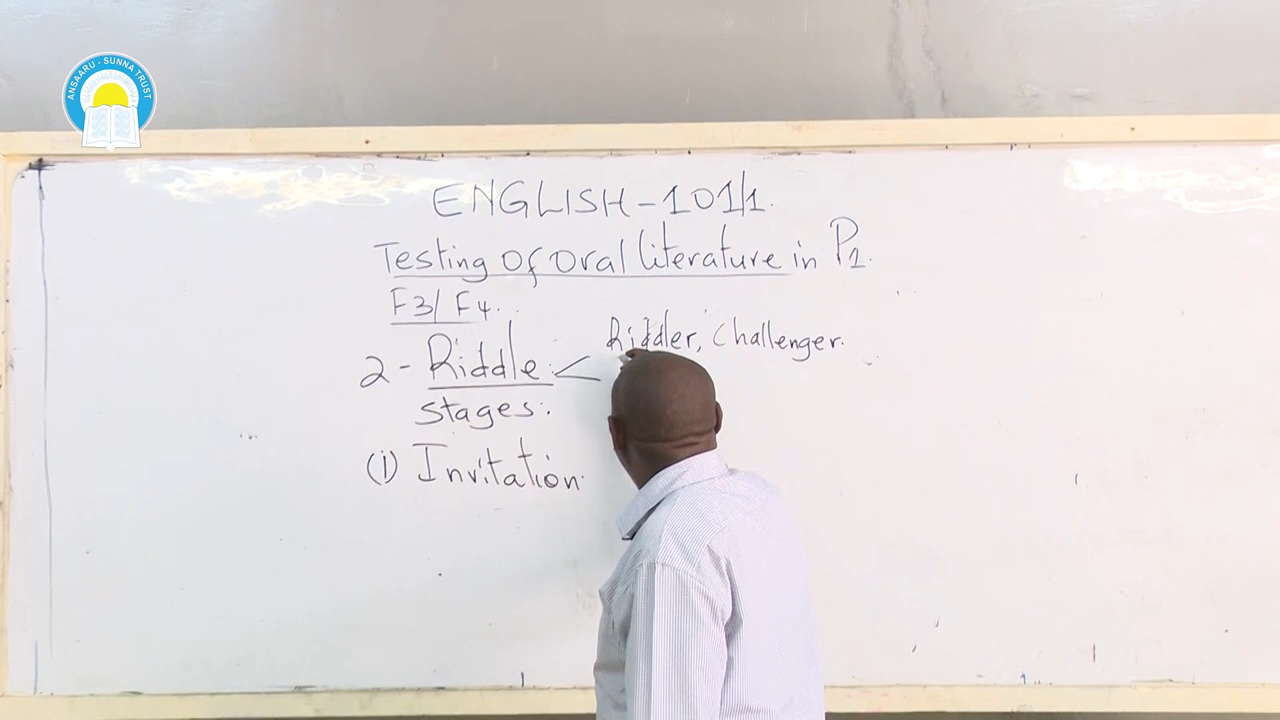 ANSAARU - SUNNA TRUST
ENGLISH - 101/1.
Testing of oral literature in P1.
F3/ F4.
2 - Riddle: < Riddler, Challenger.
stages:
(i) Invitation.